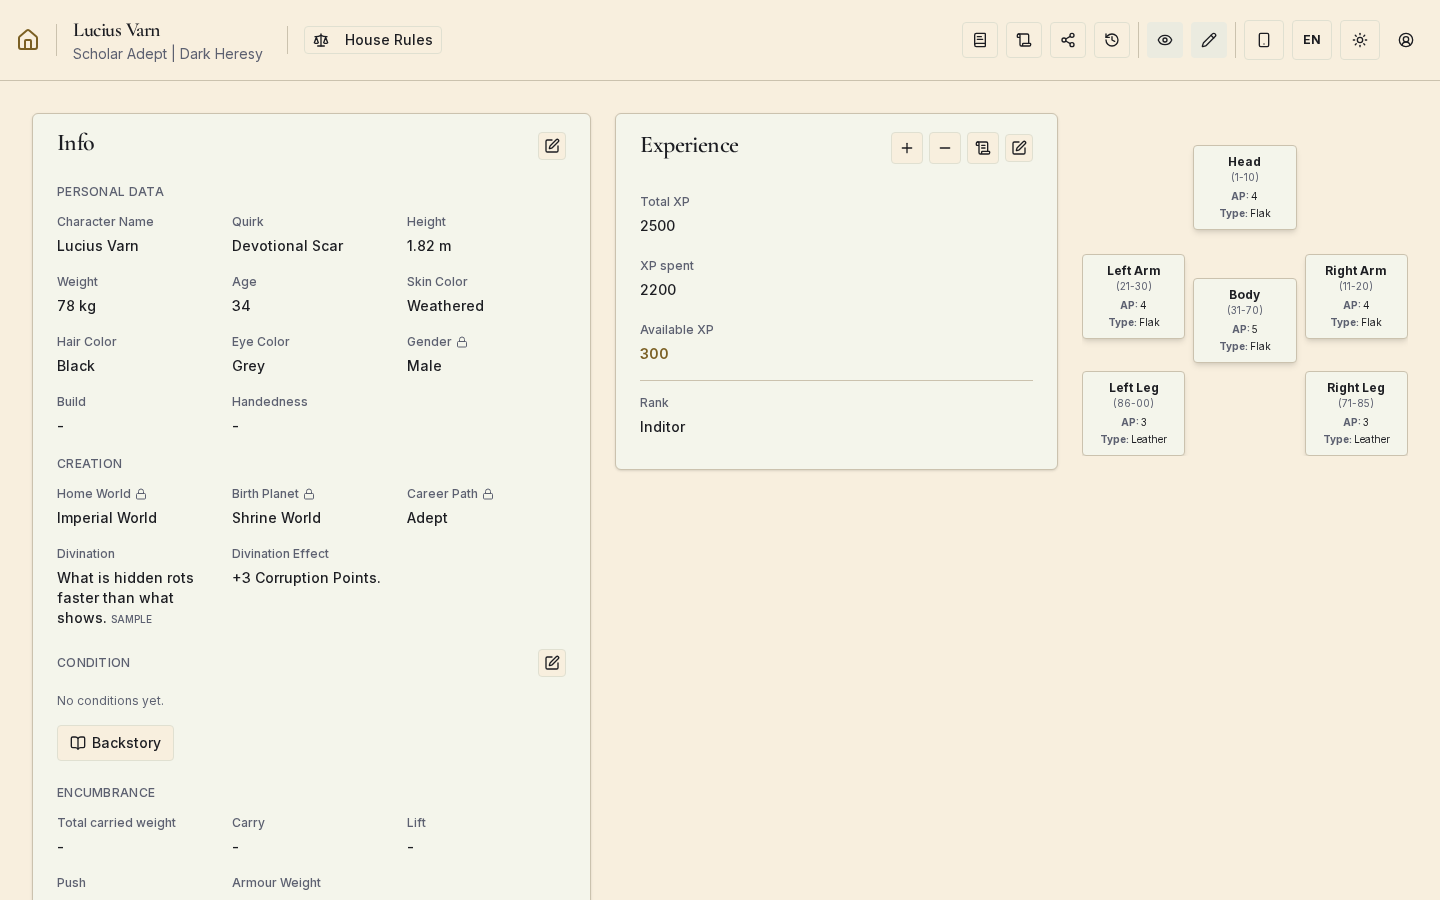 Lucius Varn
Scholar Adept | Dark Heresy
House Rules
EN
Info
PERSONAL DATA
Character Name
Lucius Varn
Quirk
Devotional Scar
Height
1.82 m
Weight
78 kg
Age
34
Skin Color
Weathered
Hair Color
Black
Eye Color
Grey
Gender
Male
Build
-
Handedness
-
CREATION
Home World
Imperial World
Birth Planet
Shrine World
Career Path
Adept
Divination
What is hidden rots
faster than what
shows. SAMPLE
Divination Effect
+3 Corruption Points.
CONDITION
No conditions yet.
Backstory
ENCUMBRANCE
Total carried weight
-
Carry
-
Lift
-
Push
Armour Weight
Experience
Total XP
2500
XP spent
2200
Available XP
300
Rank
Inditor
Head
(1-10)
AP: 4
Type: Flak
Left Arm
(21-30)
AP: 4
Type: Flak
Body
(31-70)
AP: 5
Type: Flak
Right Arm
(11-20)
AP: 4
Type: Flak
Left Leg
(86-00)
AP: 3
Type: Leather
Right Leg
(71-85)
AP: 3
Type: Leather